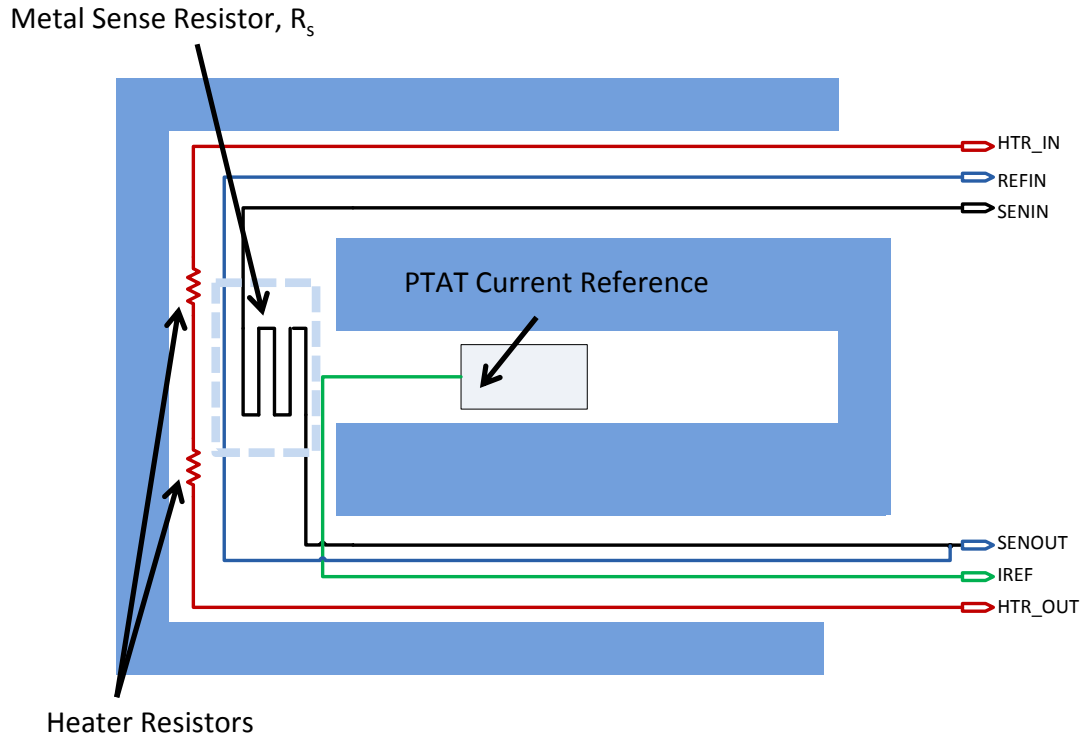 Metal Sense Resistor, Rs
HTR_IN
REFIN
SENIN
PTAT Current Reference
SENOUT
IREF
HTR_OUT
Heater Resistors